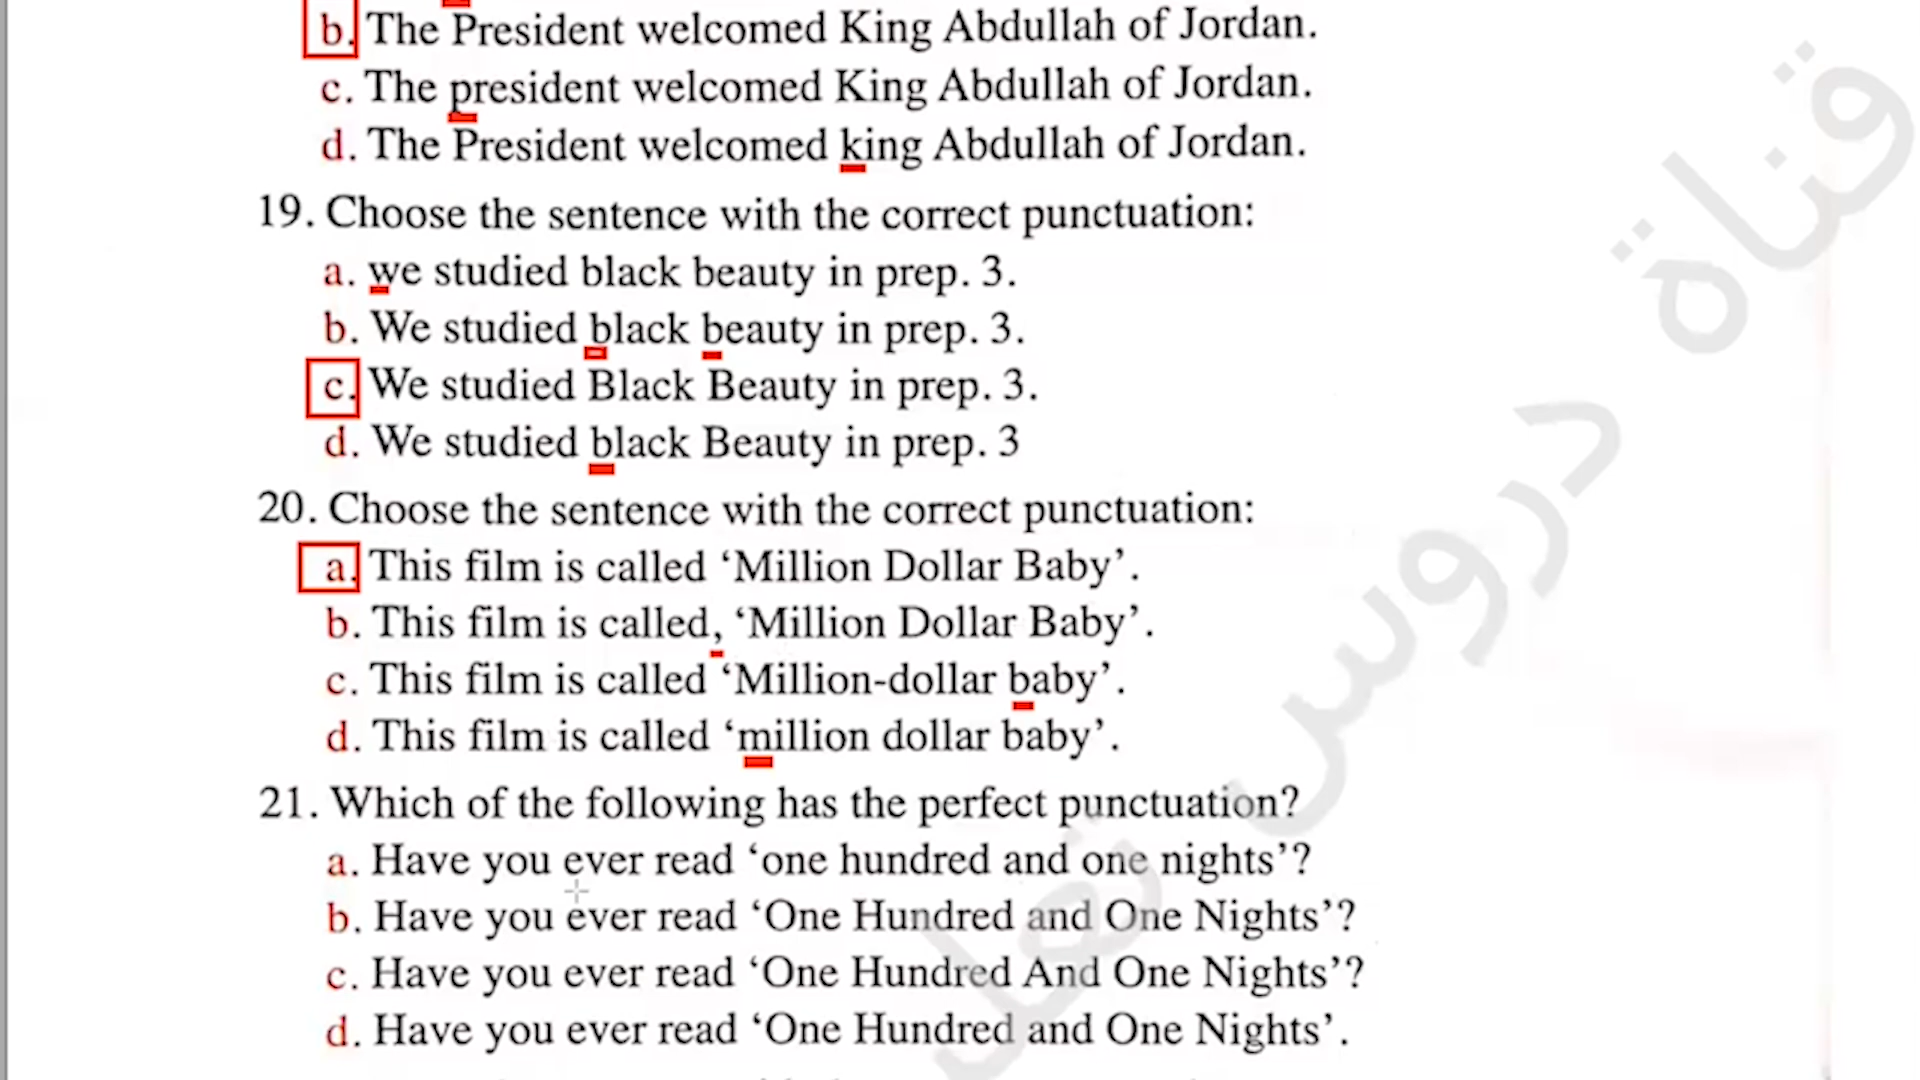 b. The President welcomed King Abdullah of Jordan.
c. The president welcomed King Abdullah of Jordan.
d. The President welcomed king Abdullah of Jordan.
19. Choose the sentence with the correct punctuation:
a. we studied black beauty in prep. 3.
b. We studied black beauty in prep. 3.
c. We studied Black Beauty in prep. 3.
d. We studied black Beauty in prep. 3
20. Choose the sentence with the correct punctuation:
a. This film is called ‘Million Dollar Baby’.
b. This film is called, ‘Million Dollar Baby’.
c. This film is called ‘Million-dollar baby’.
d. This film is called ‘million dollar baby’.
21. Which of the following has the perfect punctuation?
a. Have you ever read ‘one hundred and one nights’?
b. Have you ever read ‘One Hundred and One Nights’?
c. Have you ever read ‘One Hundred And One Nights’?
d. Have you ever read ‘One Hundred and One Nights’.
قناة دروس